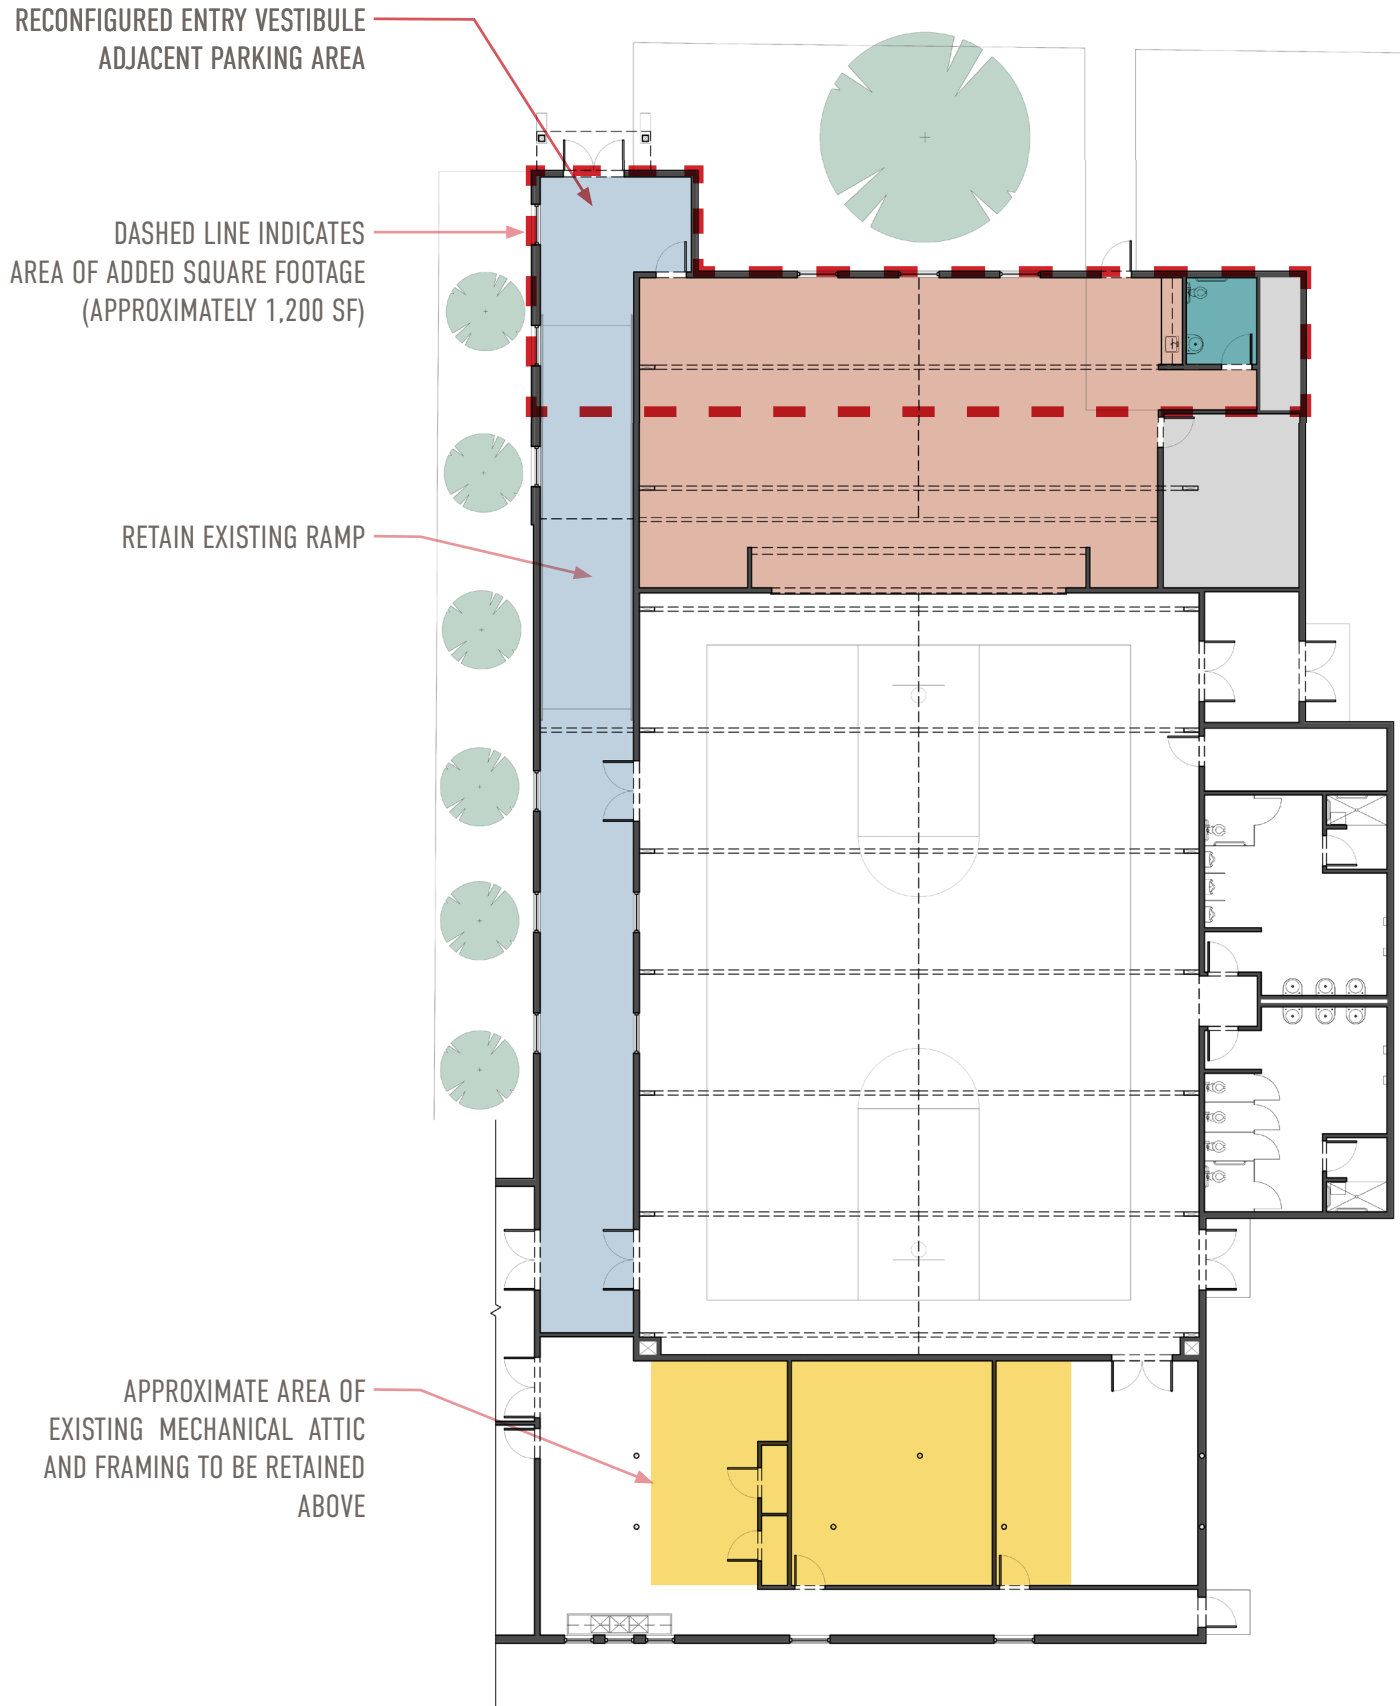 RECONFIGURED ENTRY VESTIBULE
ADJACENT PARKING AREA
DASHED LINE INDICATES
AREA OF ADDED SQUARE FOOTAGE
(APPROXIMATELY 1,200 SF)
RETAIN EXISTING RAMP
APPROXIMATE AREA OF
EXISTING MECHANICAL ATTIC
AND FRAMING TO BE RETAINED
ABOVE